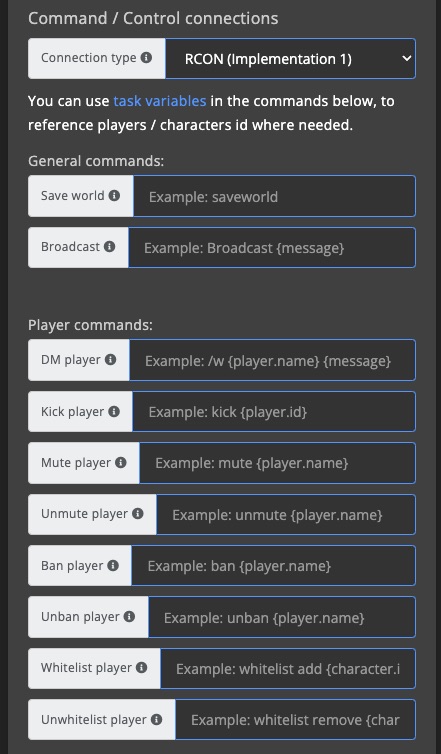 Command / Control connections
Connection type RCON (Implementation 1)
You can use task variables in the commands below, to
reference players / characters id where needed.
General commands:
Save world Example: saveworld
Broadcast Example: Broadcast {message}
Player commands:
DM player Example: /w {player.name} {message}
Kick player Example: kick {player.id}
Mute player Example: mute {player.name}
Unmute player Example: unmute {player.name}
Ban player Example: ban {player.name}
Unban player Example: unban {player.name}
Whitelist player Example: whitelist add {character.i
Unwhitelist player Example: whitelist remove {char